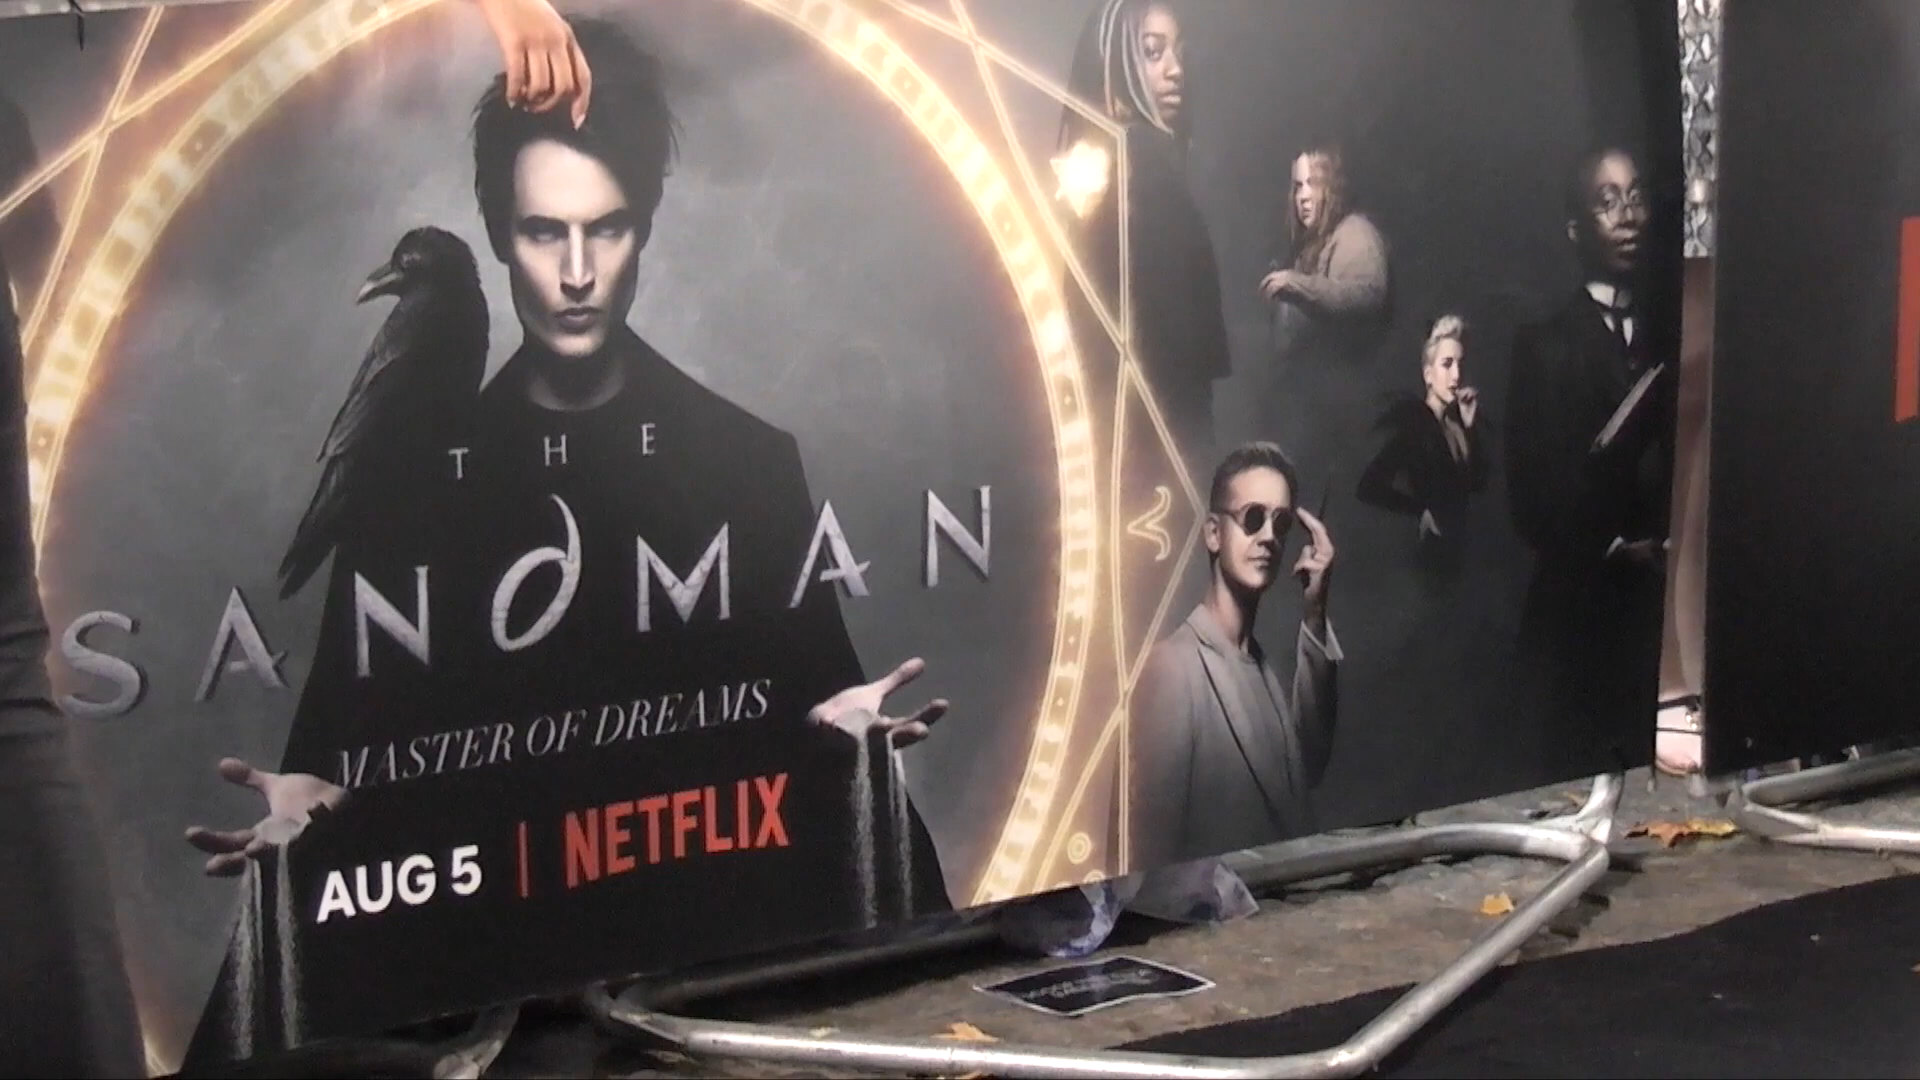 THE
SANDMAN
MASTER OF DREAMS
AUG 5 | NETFLIX